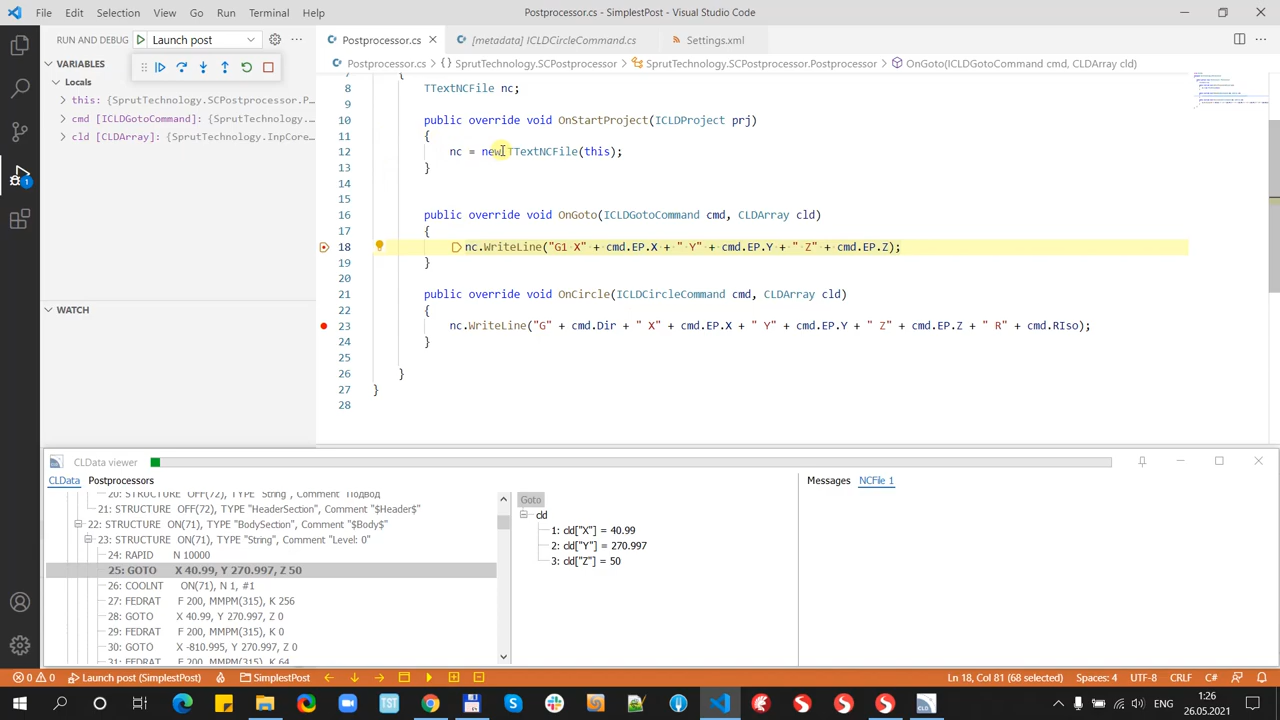 File Edit Selection View Go Run Terminal Help
Postprocessor.cs - SimplestPost - Visual Studio Code
RUN AND DEBUG Launch post
Postprocessor.cs [metadata] ICLDCircleCommand.cs Settings.xml
Postprocessor.cs > {} SprutTechnology.SCPostprocessor > SprutTechnology.SCPostprocessor.Postprocessor > OnGoto(ICLDGotoCommand cmd, CLDArray cld)
VARIABLES
Locals
this: {SprutTechnology.SCPostprocessor.P...
cmd [ICLDGotoCommand]: {SprutTechnology...
cld [CLDArray]: {SprutTechnology.InpCore...
WATCH
7 {
8 TTextNCFile nc;
9
10 public override void OnStartProject(ICLDProject prj)
11 {
12 nc = new TTextNCFile(this);
13 }
14
15
16 public override void OnGoto(ICLDGotoCommand cmd, CLDArray cld)
17 {
18 nc.WriteLine("G1 X" + cmd.EP.X + " Y" + cmd.EP.Y + " Z" + cmd.EP.Z);
19 }
20
21 public override void OnCircle(ICLDCircleCommand cmd, CLDArray cld)
22 {
23 nc.WriteLine("G" + cmd.Dir + " X" + cmd.EP.X + " Y" + cmd.EP.Y + " Z" + cmd.EP.Z + " R" + cmd.RIso);
24 }
25
26 }
27 }
28
CLData viewer
CLData Postprocessors
20: STRUCTURE OFF(72), TYPE "String", Comment "Подвод
21: STRUCTURE OFF(72), TYPE "HeaderSection", Comment "$Header$"
22: STRUCTURE ON(71), TYPE "BodySection", Comment "$Body$"
23: STRUCTURE ON(71), TYPE "String", Comment "Level: 0"
24: RAPID N 10000
25: GOTO X 40.99, Y 270.997, Z 50
26: COOLNT ON(71), N 1, #1
27: FEDRAT F 200, MMPM(315), K 256
28: GOTO X 40.99, Y 270.997, Z 0
29: FEDRAT F 200, MMPM(315), K 0
30: GOTO X -810.995, Y 270.997, Z 0
31: FEDRAT F 200, MMPM(315), K 64
Goto
cld
1: cld["X"] = 40.99
2: cld["Y"] = 270.997
3: cld["Z"] = 50
Messages NCFile 1
0 0 Launch post (SimplestPost) SimplestPost
Ln 18, Col 81 (68 selected) Spaces: 4 UTF-8 CRLF C#
1ST
CLD
ENG
1:26
26.05.2021